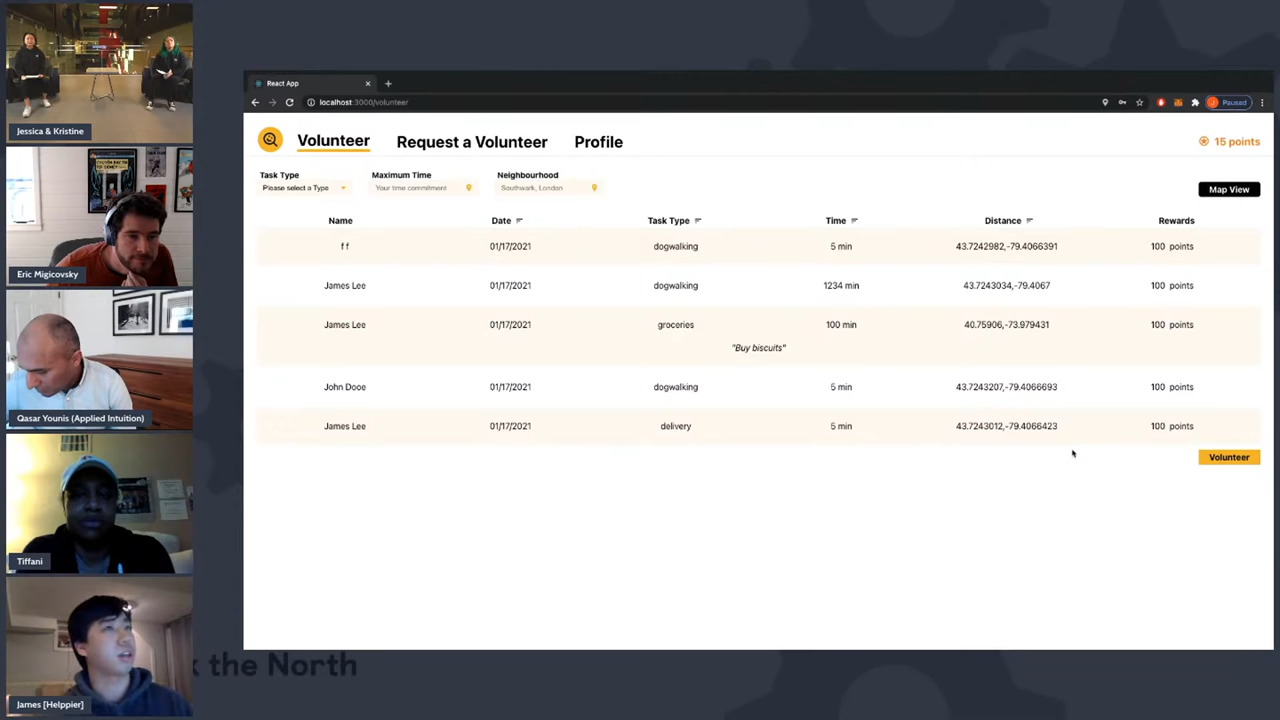 Jessica & Kristine
Eric Migicovsky
Qasar Younis (Applied Intuition)
Tiffani
James [Helppier]
React App
localhost:3000/volunteer
Paused
Volunteer
Request a Volunteer
Profile
15 points
Task Type
Maximum Time
Neighbourhood
Please select a Type
Your time commitment
Southwark, London
Map View
Name Date Task Type Time Distance Rewards
f f 01/17/2021 dogwalking 5 min 43.7242982,-79.4066391 100 points
James Lee 01/17/2021 dogwalking 1234 min 43.7243034,-79.4067 100 points
James Lee 01/17/2021 groceries 100 min 40.75906,-73.979431 100 points
"Buy biscuits"
John Dooe 01/17/2021 dogwalking 5 min 43.7243207,-79.4066693 100 points
James Lee 01/17/2021 delivery 5 min 43.7243012,-79.4066423 100 points
Volunteer
the North